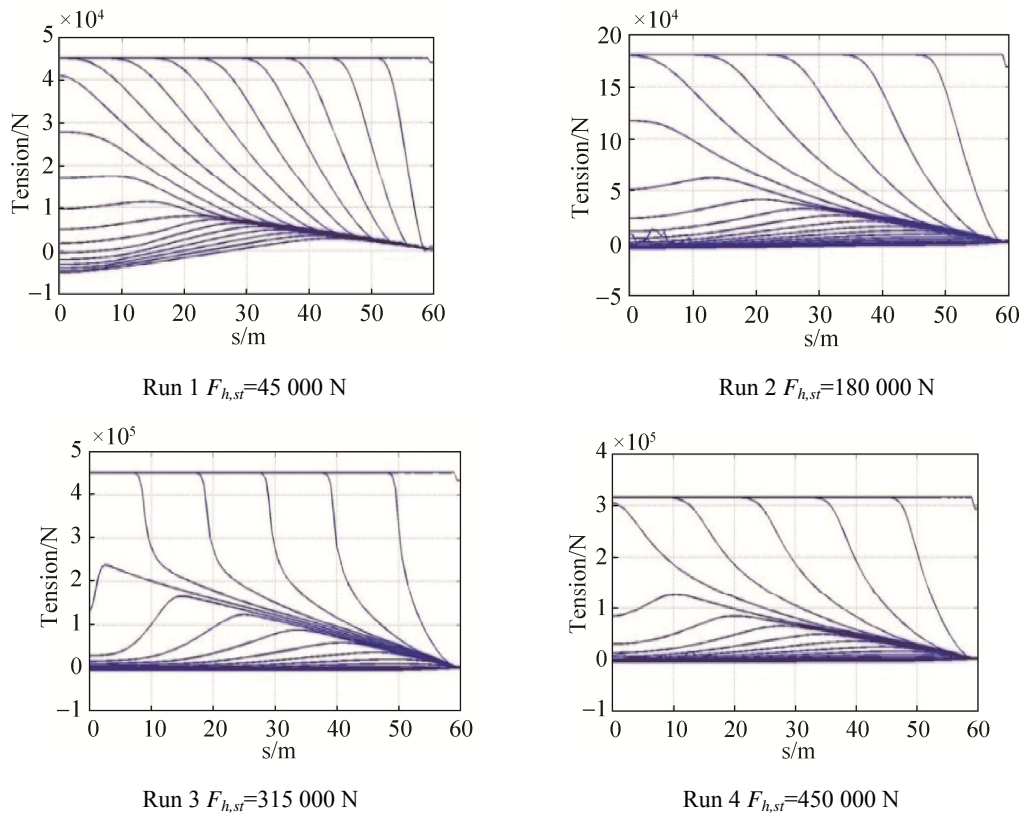 ×10⁴
5
4
3
2
1
0
−1
Tension/N
0 10 20 30 40 50 60
s/m
Run 1 F_{h,st}=45 000 N
×10⁴
20
15
10
5
0
−5
Tension/N
0 10 20 30 40 50 60
s/m
Run 2 F_{h,st}=180 000 N
×10⁵
5
4
3
2
1
0
−1
Tension/N
0 10 20 30 40 50 60
s/m
Run 3 F_{h,st}=315 000 N
×10⁵
4
3
2
1
0
−1
Tension/N
0 10 20 30 40 50 60
s/m
Run 4 F_{h,st}=450 000 N